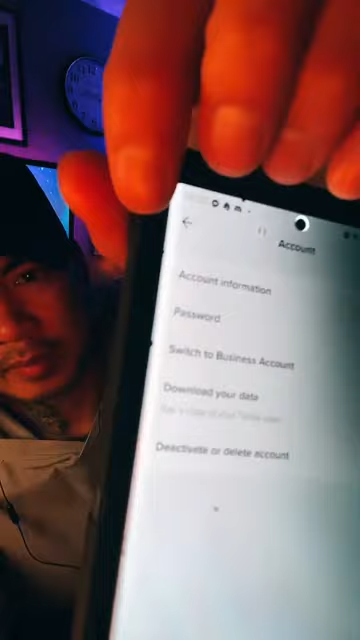 Account
Account information
Password
Switch to Business Account
Download your data
Deactivate or delete account